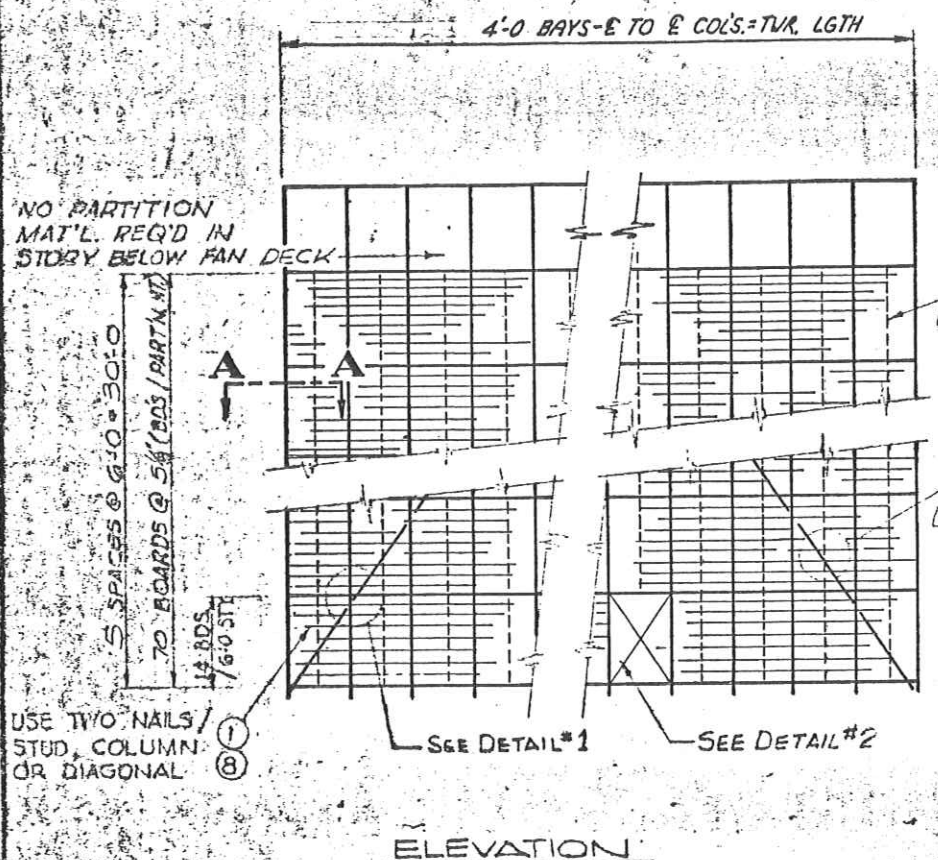 4'-0 BAYS-℄ TO ℄ COL'S.=TWR. LGTH
NO PARTITION
MAT'L. REQ'D IN
STORY BELOW FAN DECK
A A
5 SPACES @ 6'-0 = 30'-0
70 BOARDS @ 5⅛" (BDS / PARTN. HT)
14 BDS
/6'-0 STY
USE TWO NAILS/
STUD, COLUMN
OR DIAGONAL
1
8
SEE DETAIL #1
SEE DETAIL #2
ELEVATION